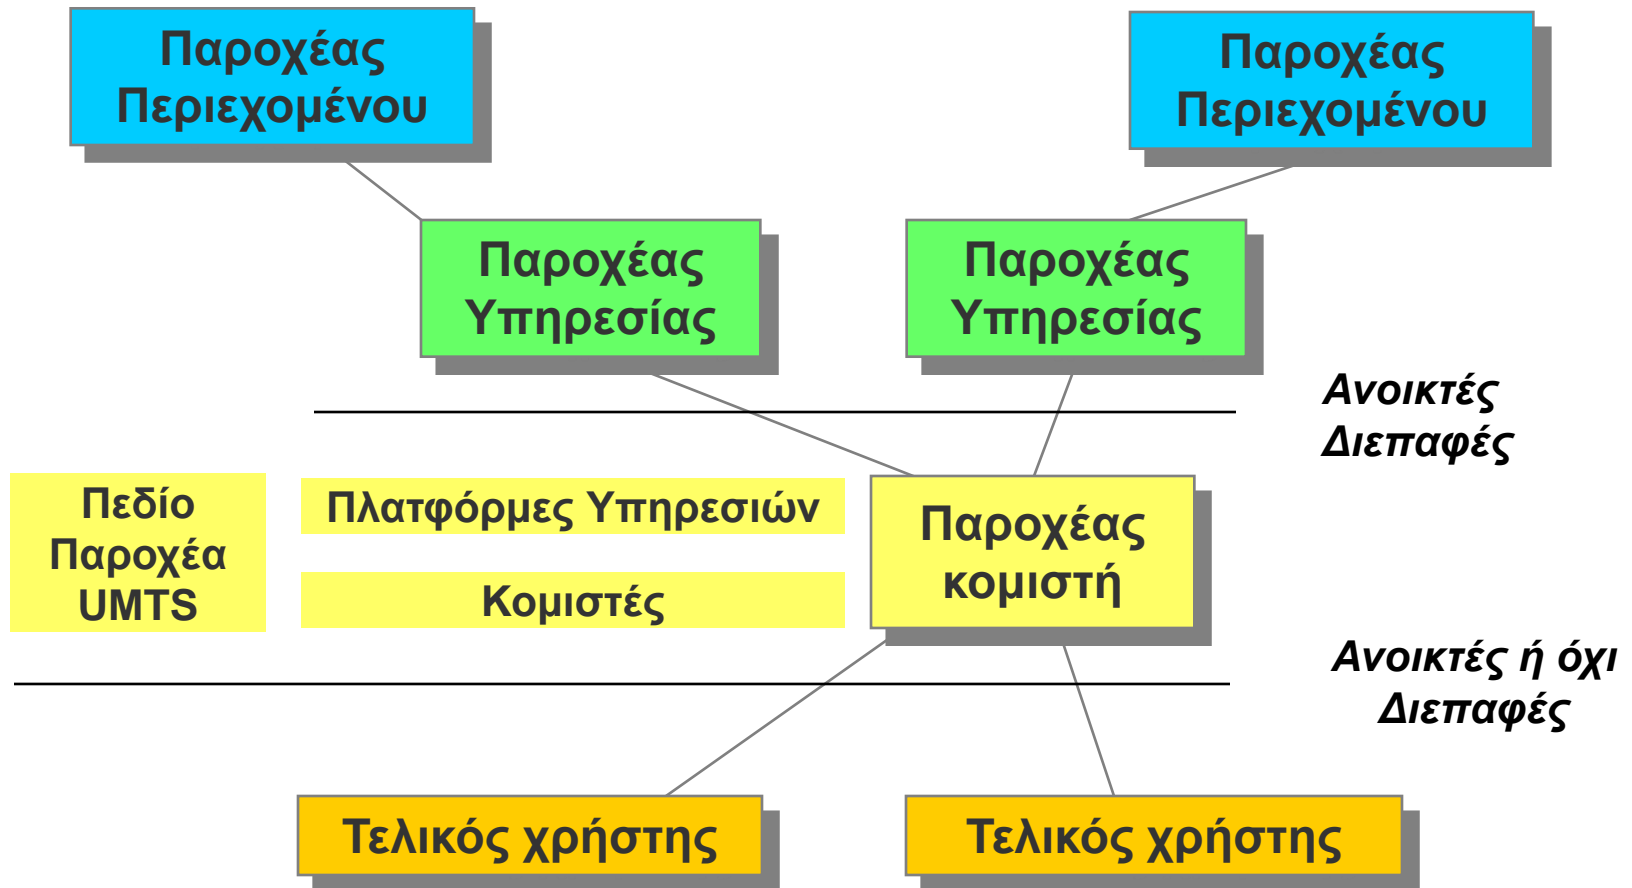 Παροχέας
Περιεχομένου
Παροχέας
Περιεχομένου
Παροχέας
Υπηρεσίας
Παροχέας
Υπηρεσίας
Ανοικτές
Διεπαφές
Πεδίο
Παροχέα
UMTS
Πλατφόρμες Υπηρεσιών
Κομιστές
Παροχέας
κομιστή
Ανοικτές ή όχι
Διεπαφές
Τελικός χρήστης
Τελικός χρήστης